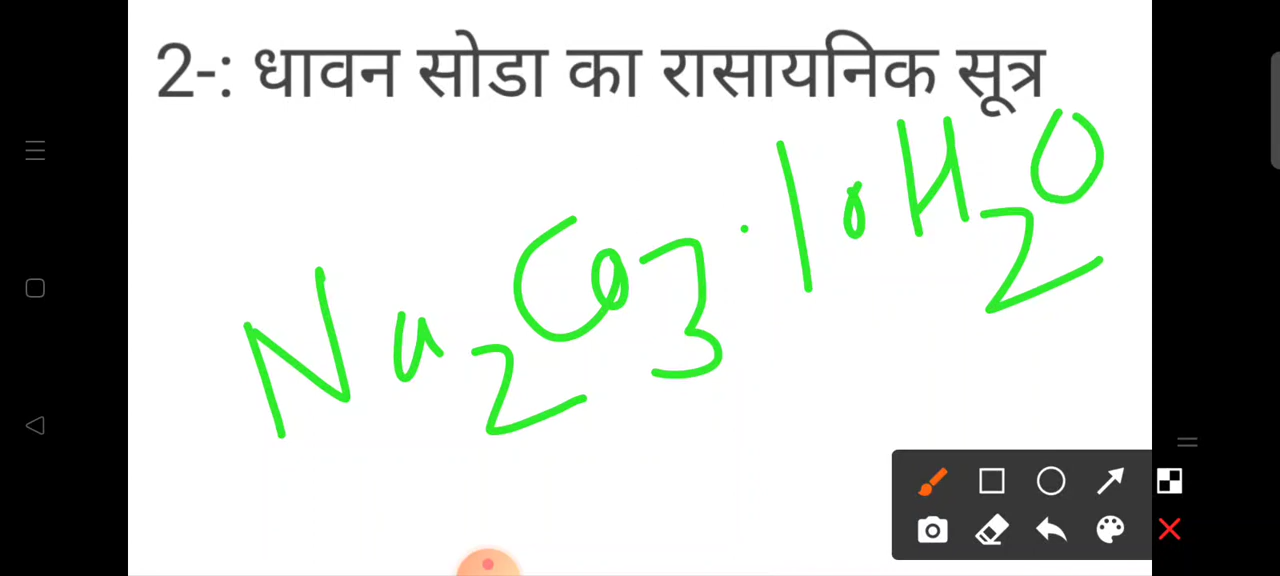 2-: धावन सोडा का रासायनिक सूत्र
Na2Co3·10H2O